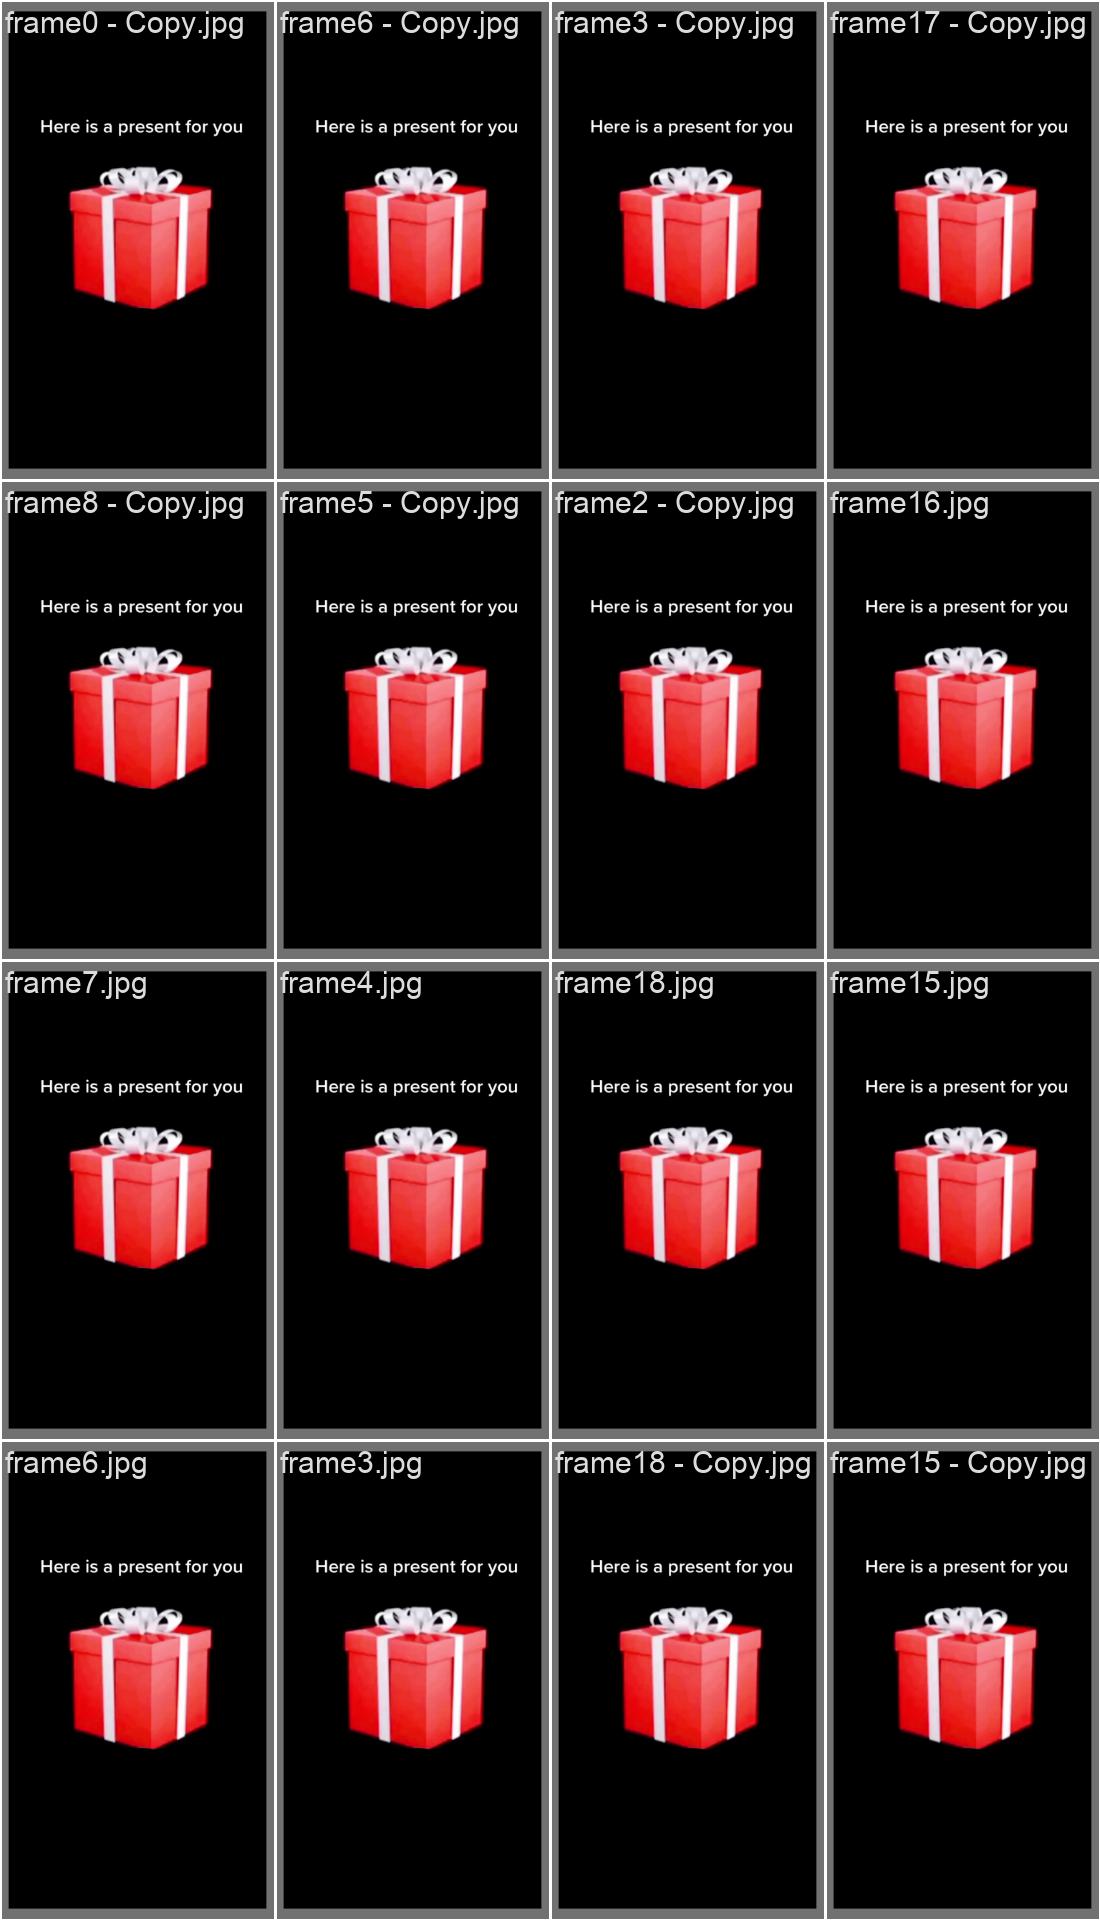 frame0 - Copy.jpg
frame6 - Copy.jpg
frame3 - Copy.jpg
frame17 - Copy.jpg
Here is a present for you
Here is a present for you
Here is a present for you
Here is a present for you
frame8 - Copy.jpg
frame5 - Copy.jpg
frame2 - Copy.jpg
frame16.jpg
Here is a present for you
Here is a present for you
Here is a present for you
Here is a present for you
frame7.jpg
frame4.jpg
frame18.jpg
frame15.jpg
Here is a present for you
Here is a present for you
Here is a present for you
Here is a present for you
frame6.jpg
frame3.jpg
frame18 - Copy.jpg
frame15 - Copy.jpg
Here is a present for you
Here is a present for you
Here is a present for you
Here is a present for you